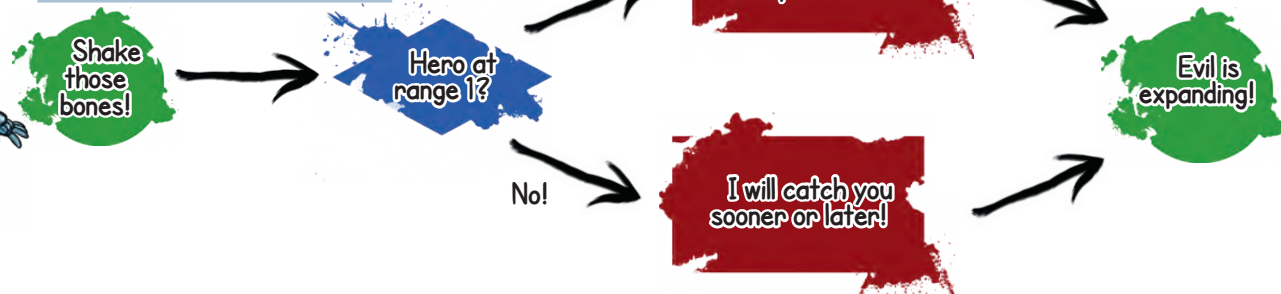 Shake
those
bones!
Hero at
range 1?
No!
I will catch you
sooner or later!
Evil is
expanding!